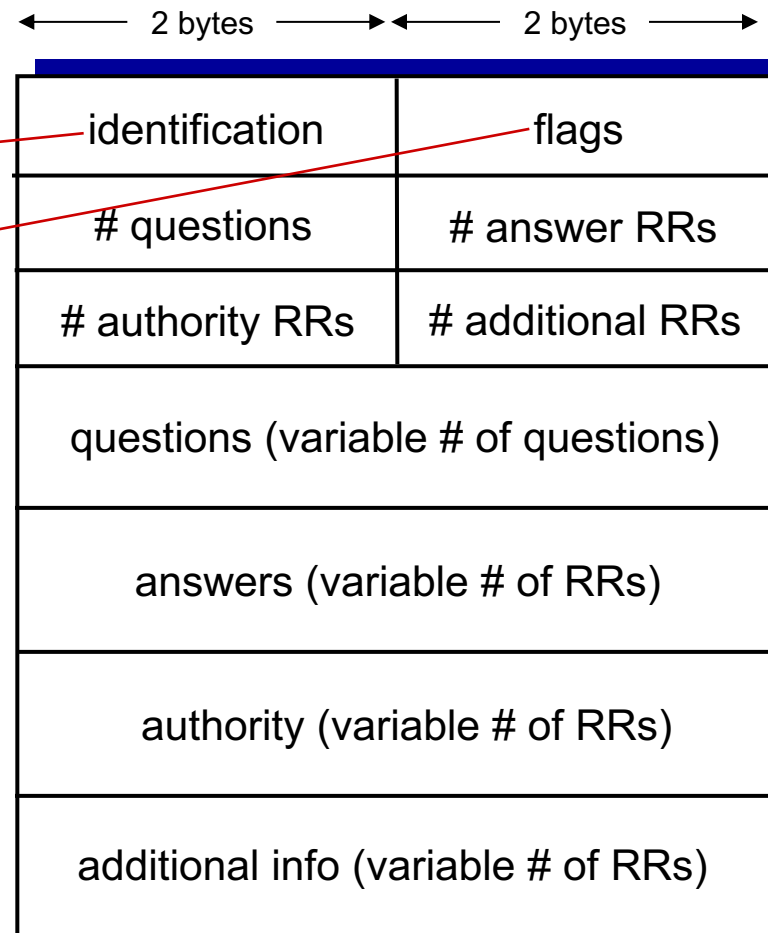 2 bytes 2 bytes
identification flags
# questions # answer RRs
# authority RRs # additional RRs
questions (variable # of questions)
answers (variable # of RRs)
authority (variable # of RRs)
additional info (variable # of RRs)